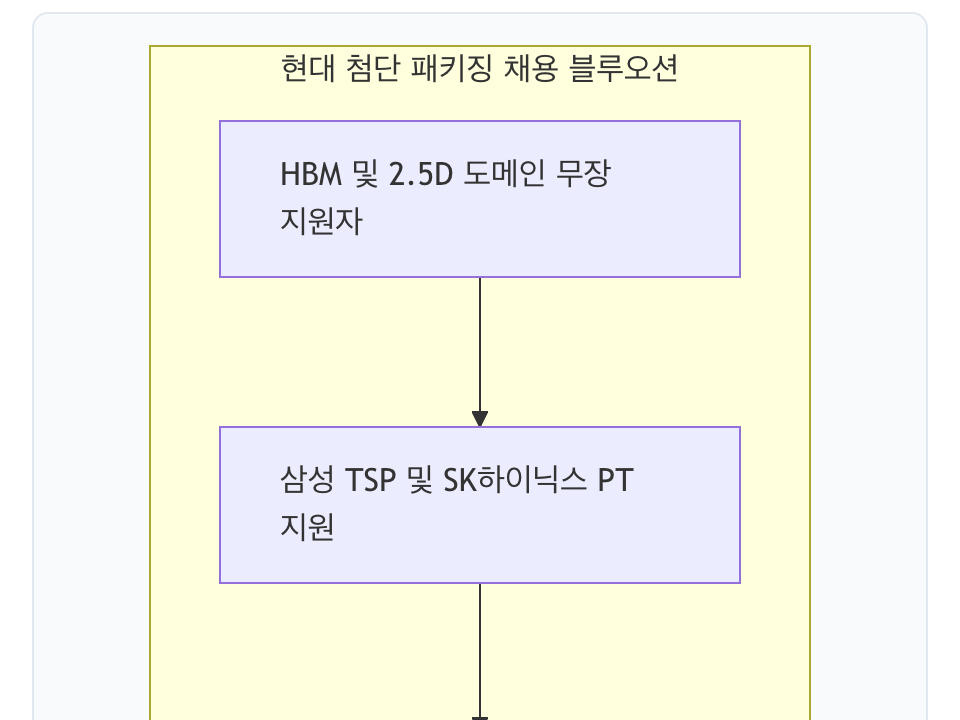 현대 첨단 패키징 채용 블루오션
HBM 및 2.5D 도메인 무장
지원자
삼성 TSP 및 SK하이닉스 PT
지원